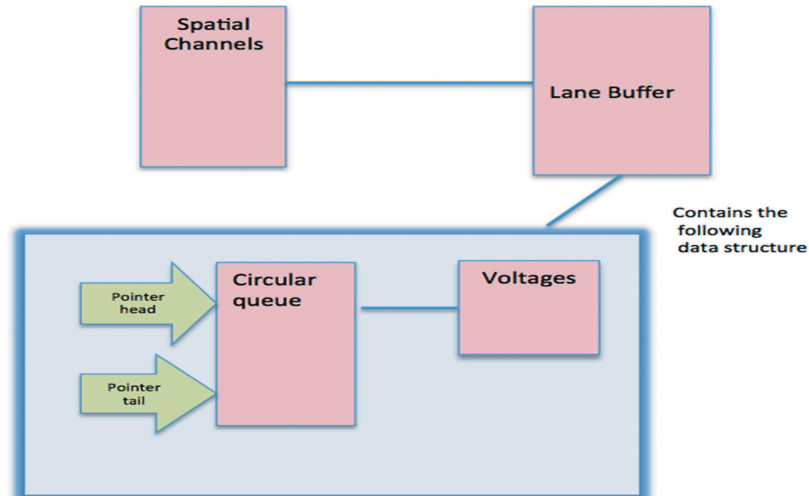 Spatial
Channels
Lane Buffer
Contains the
following
data structure
Pointer
head
Circular
queue
Voltages
Pointer
tail